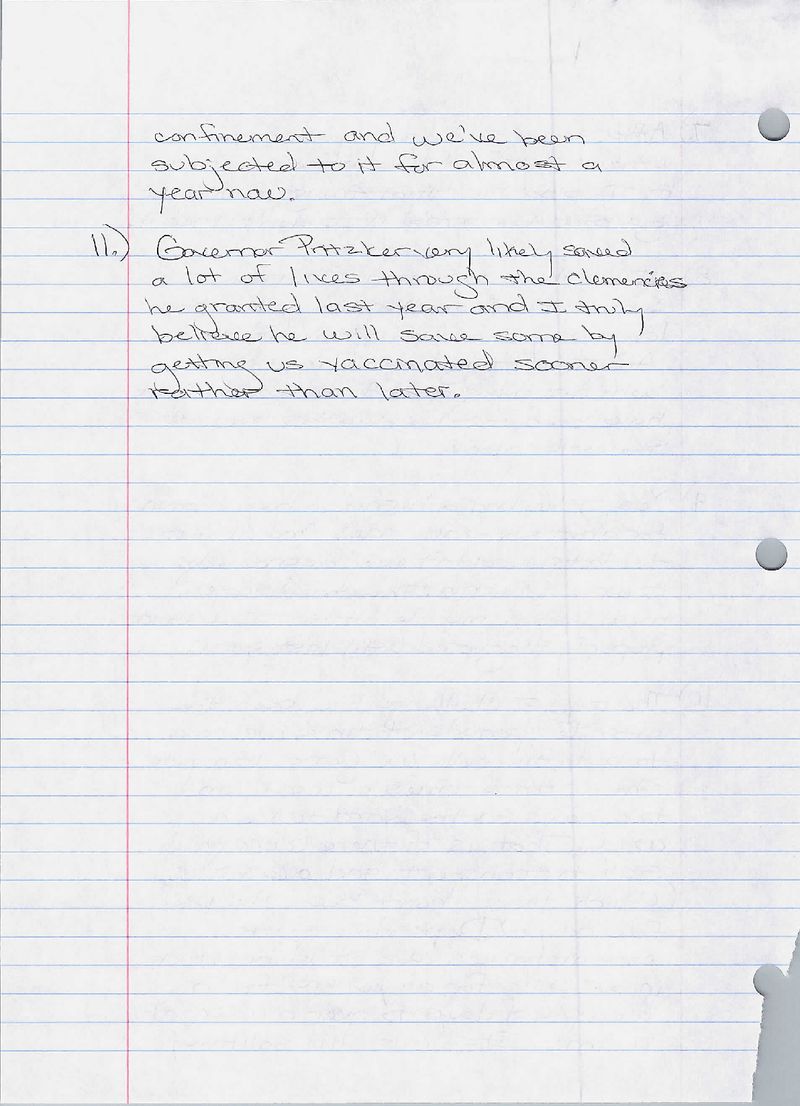 confinement and we've been
subjected to it for almost a
year now.
11.) Governor Pritzker very likely saved
a lot of lives through the clemencies
he granted last year and I truly
believe he will save some by
getting us vaccinated sooner
rather than later.